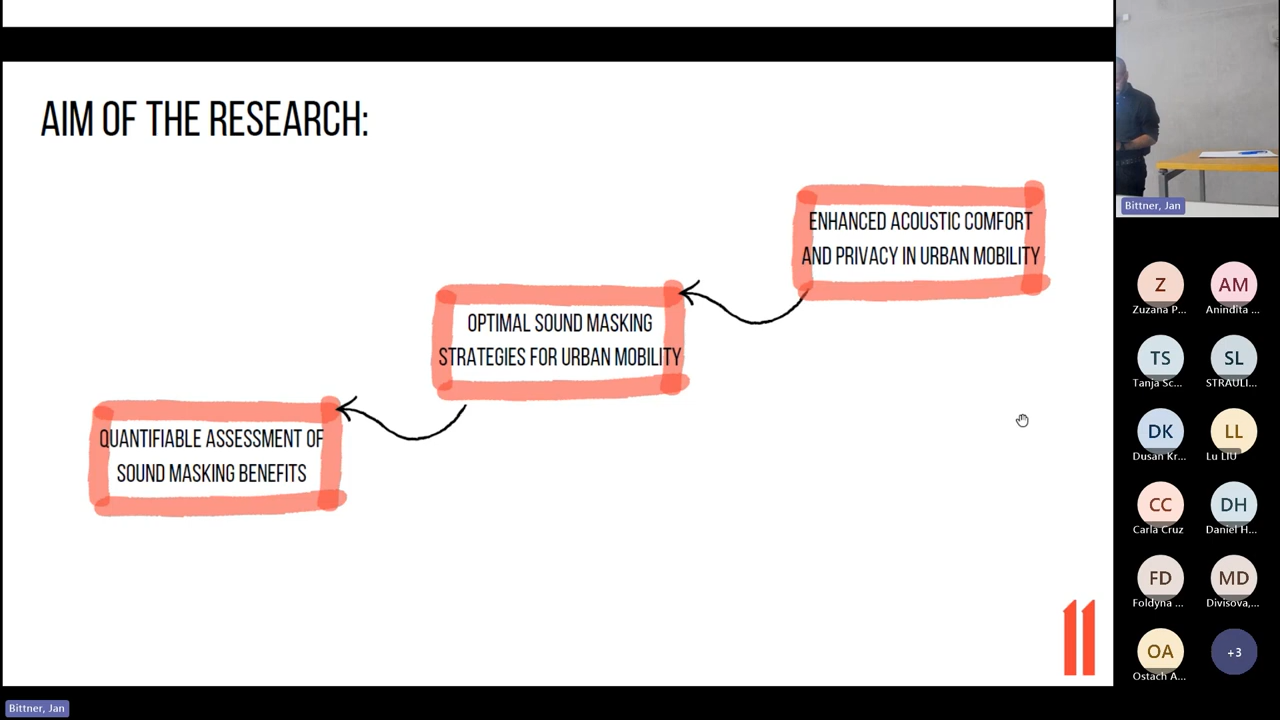 AIM OF THE RESEARCH:
ENHANCED ACOUSTIC COMFORT
AND PRIVACY IN URBAN MOBILITY
OPTIMAL SOUND MASKING
STRATEGIES FOR URBAN MOBILITY
QUANTIFIABLE ASSESSMENT OF
SOUND MASKING BENEFITS
11
Bittner, Jan
Bittner, Jan
Z
Zuzana P...
AM
Anindita ...
TS
Tanja Sc...
SL
STRAULI...
DK
Dusan Kr...
LL
Lu LIU
CC
Carla Cruz
DH
Daniel H...
FD
Foldyna ...
MD
Divisova,...
OA
Ostach A...
+3